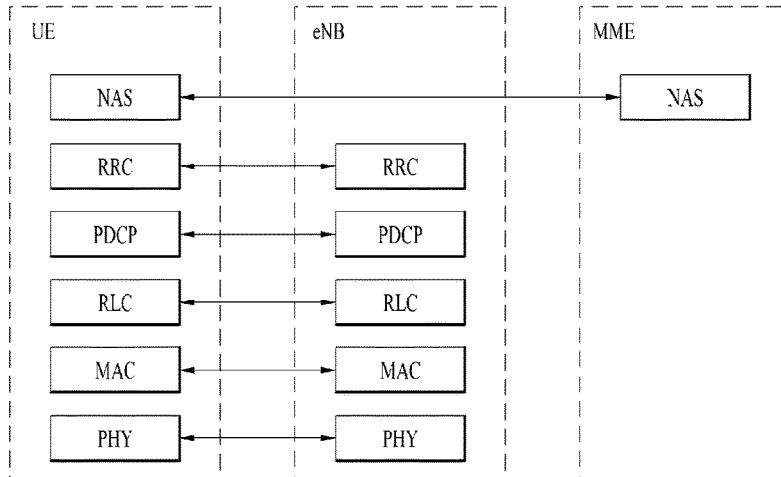 UE eNB MME
NAS NAS
RRC RRC
PDCP PDCP
RLC RLC
MAC MAC
PHY PHY